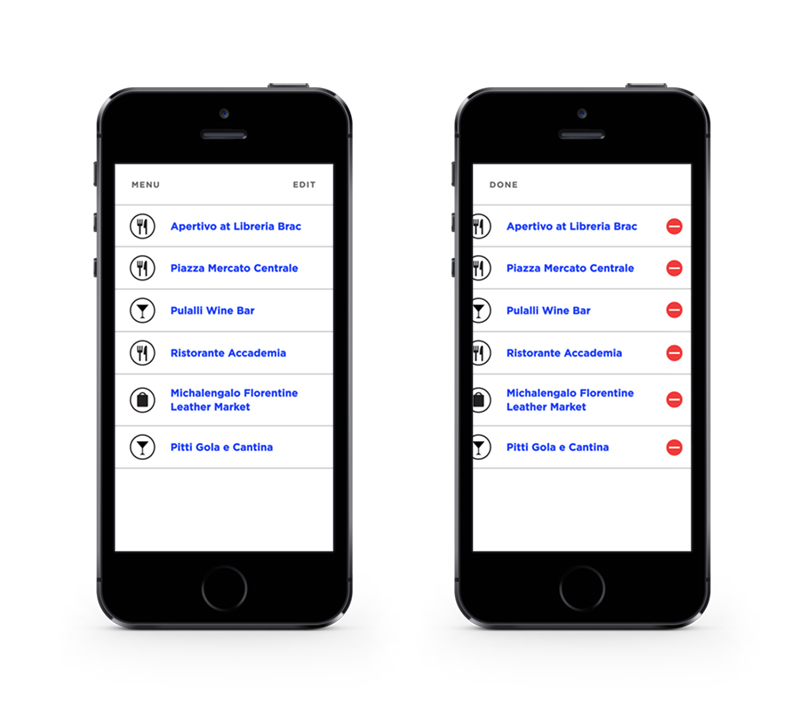 MENU EDIT
Apertivo at Libreria Brac
Piazza Mercato Centrale
Pulalli Wine Bar
Ristorante Accademia
Michalengalo Florentine
Leather Market
Pitti Gola e Cantina
DONE
Apertivo at Libreria Brac
Piazza Mercato Centrale
Pulalli Wine Bar
Ristorante Accademia
Michalengalo Florentine
Leather Market
Pitti Gola e Cantina